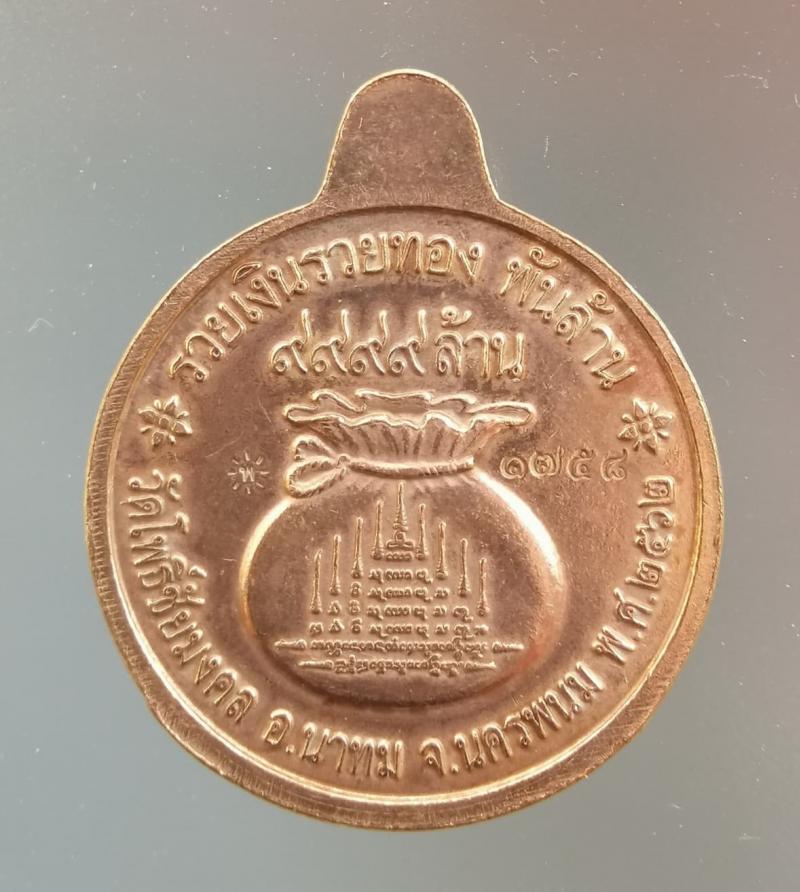 รวยเงินรวยทอง พันล้าน
๙๙๙๙ล้าน
พ
๑๗๕๘
วัดโพธิ์ชัยมงคล อ.นาทม จ.นครพนม พ.ศ.๒๕๖๒